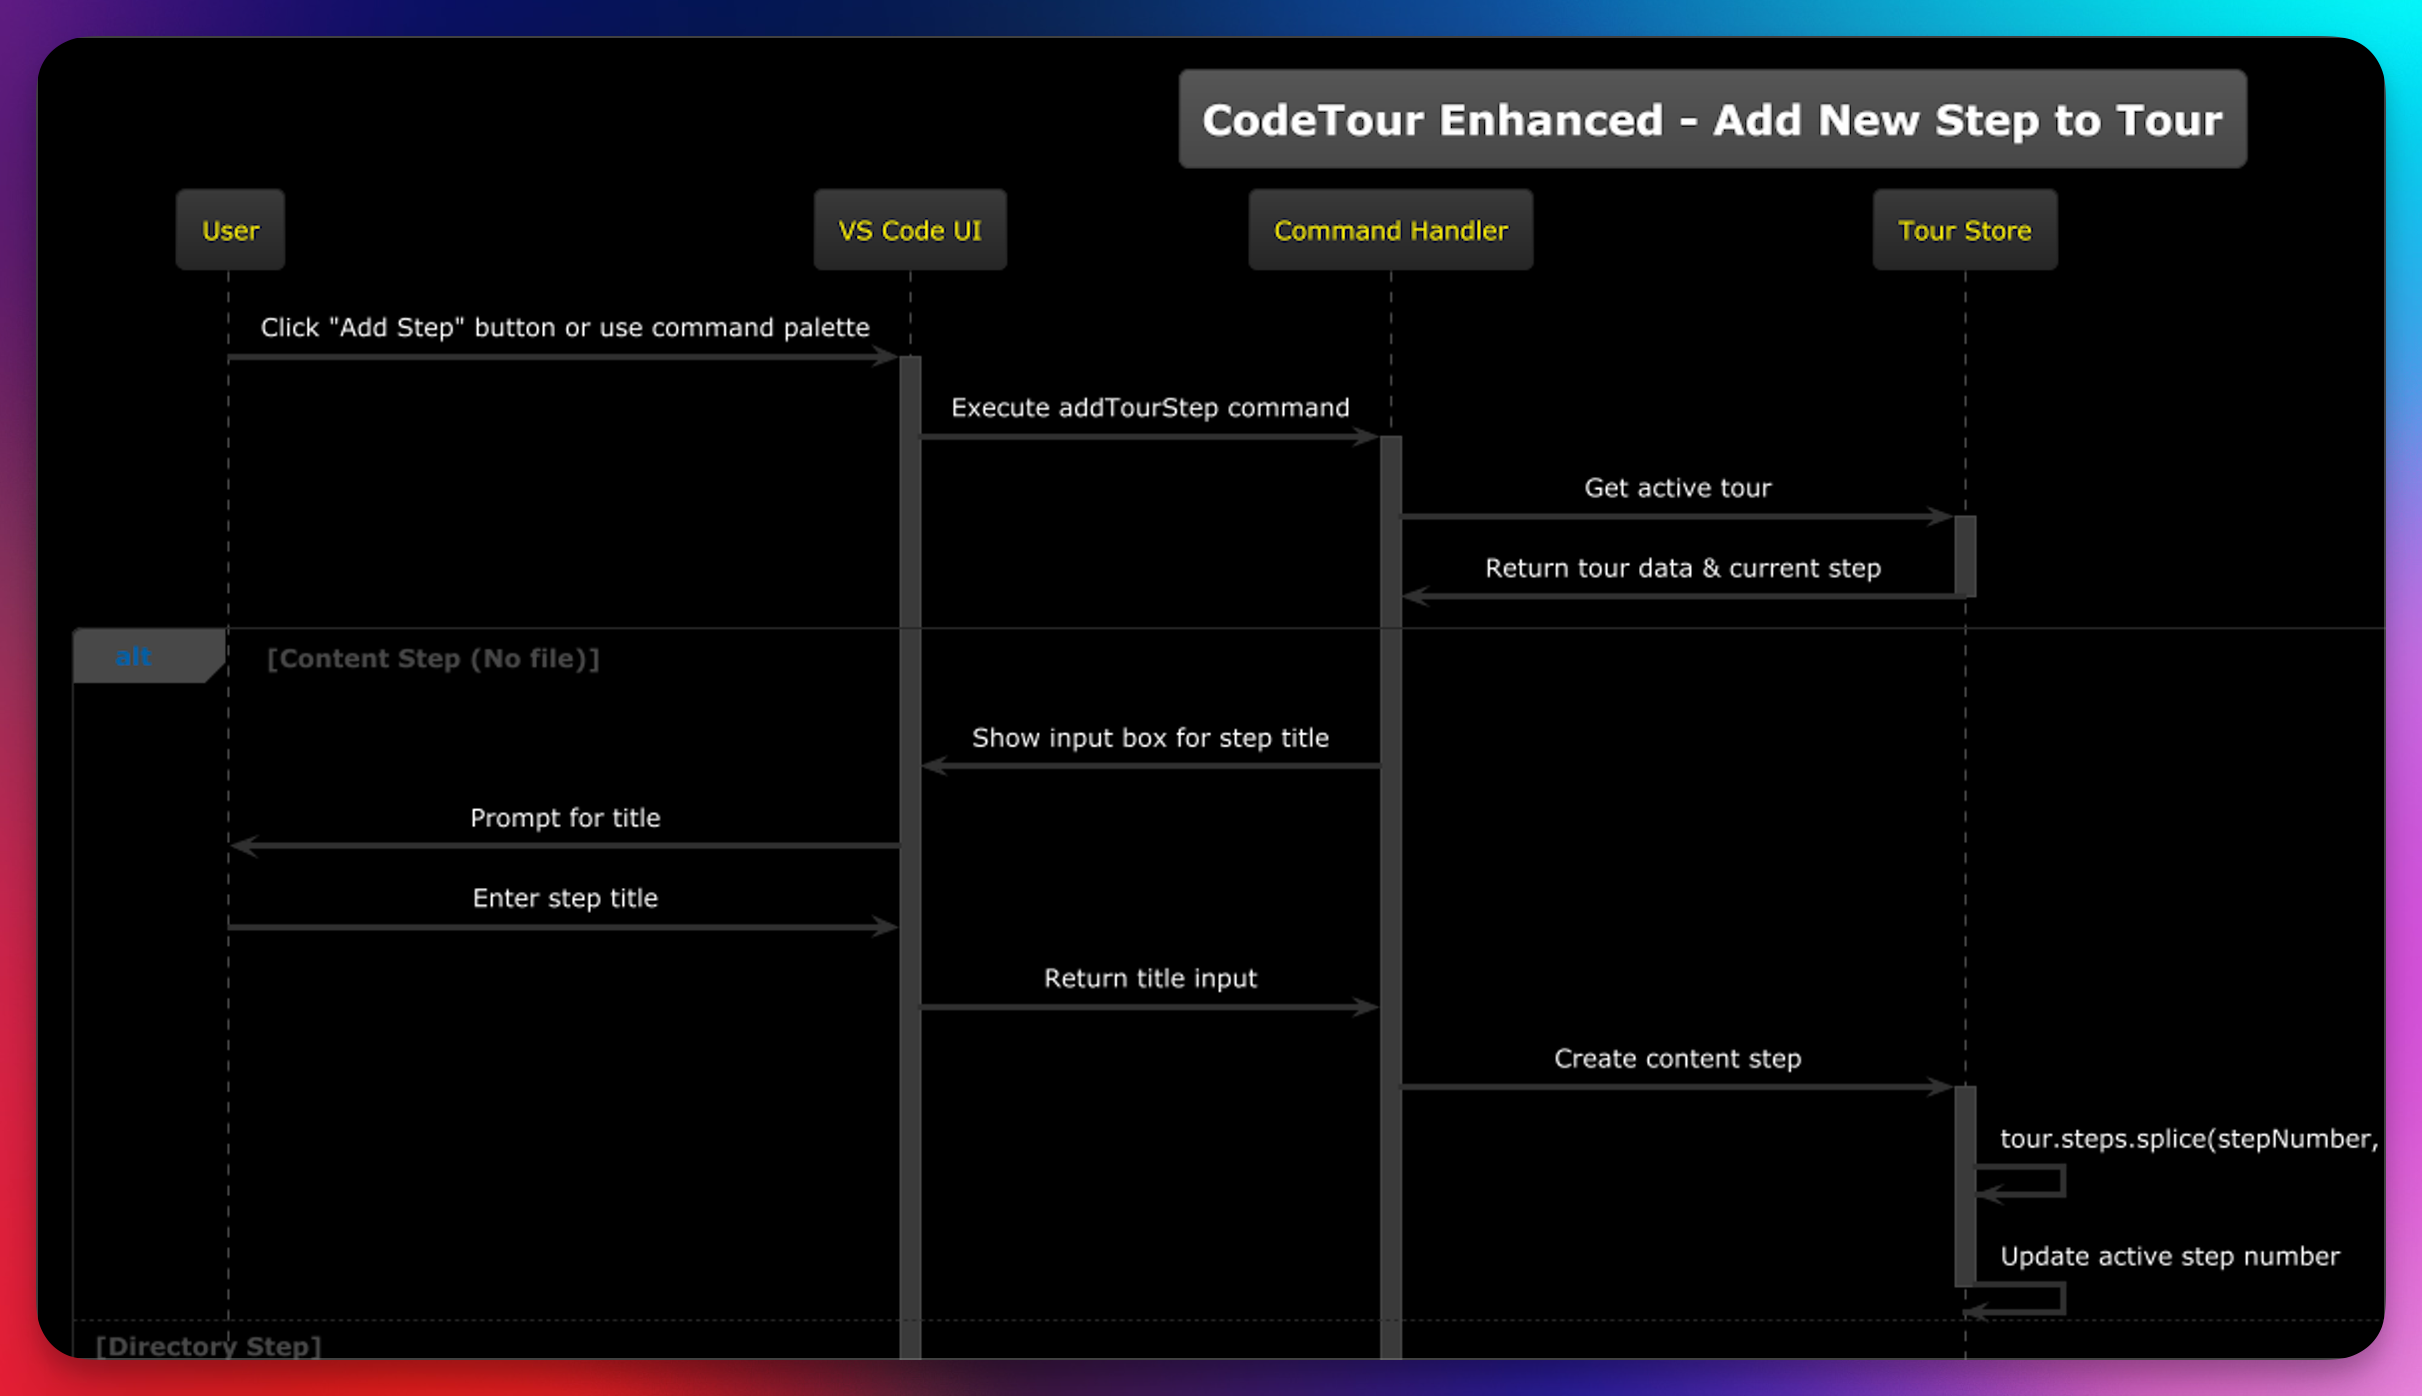 CodeTour Enhanced - Add New Step to Tour
User
VS Code UI
Command Handler
Tour Store
Click "Add Step" button or use command palette
Execute addTourStep command
Get active tour
Return tour data & current step
alt
[Content Step (No file)]
Show input box for step title
Prompt for title
Enter step title
Return title input
Create content step
tour.steps.splice(stepNumber,
Update active step number
[Directory Step]